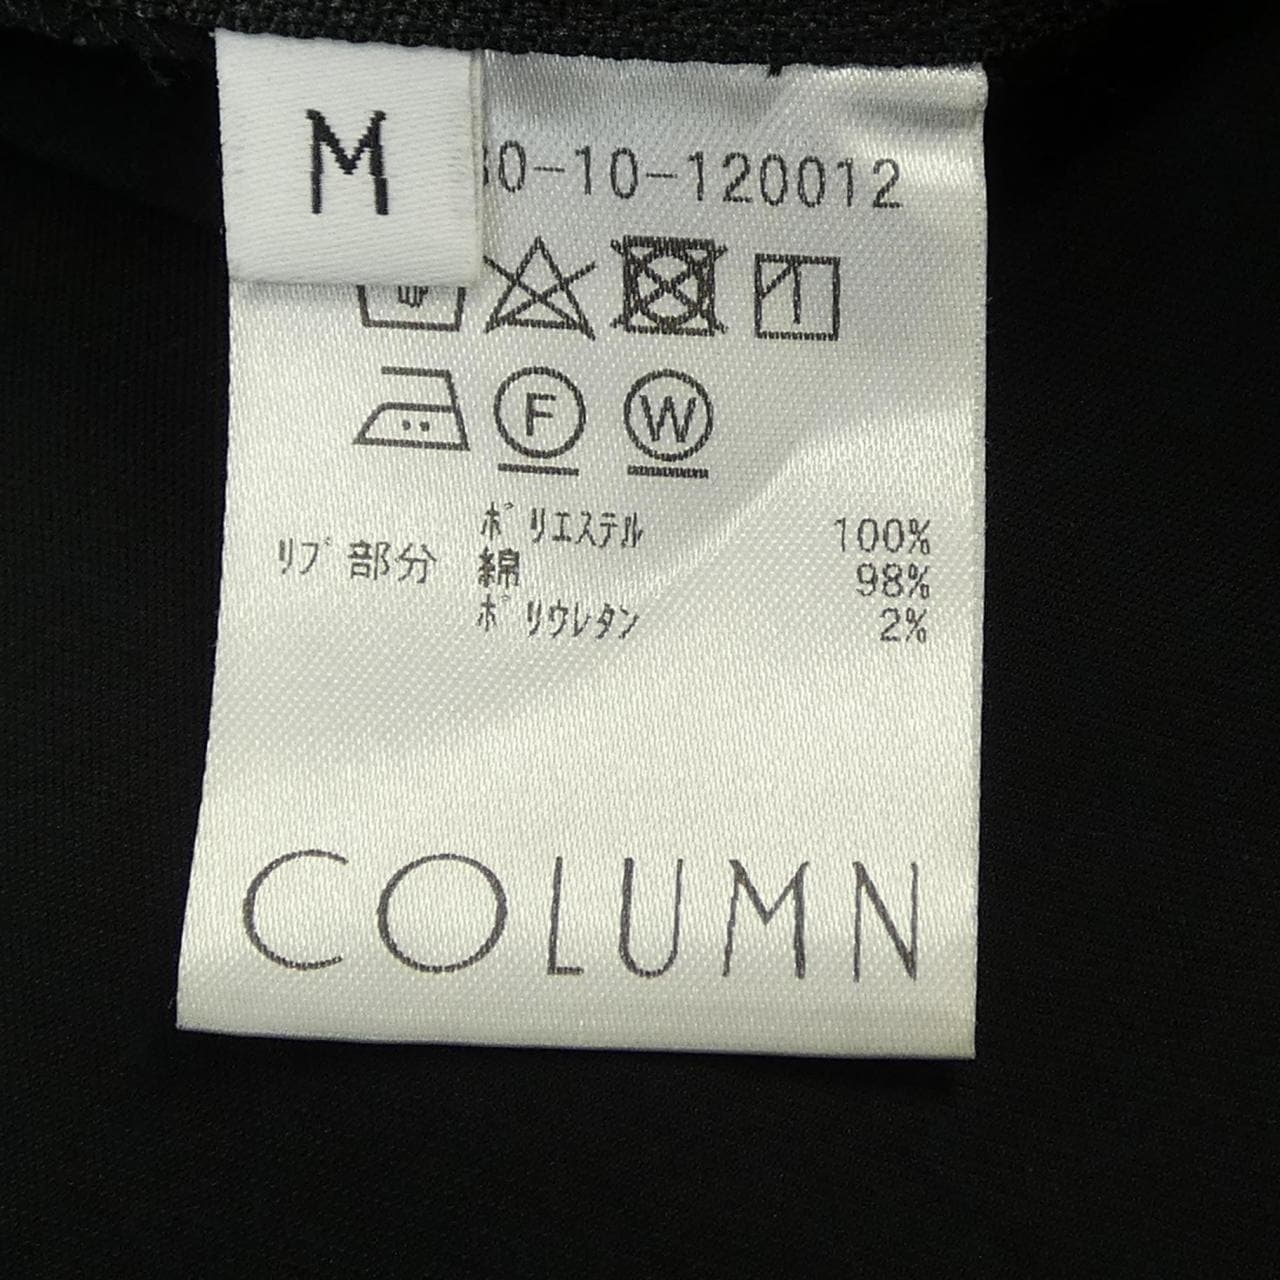 M
0-10-120012
F W
ﾎﾟﾘｴｽﾃﾙ 100%
ﾘﾌﾞ部分 綿 98%
ﾎﾟﾘｳﾚﾀﾝ 2%
COLUMN